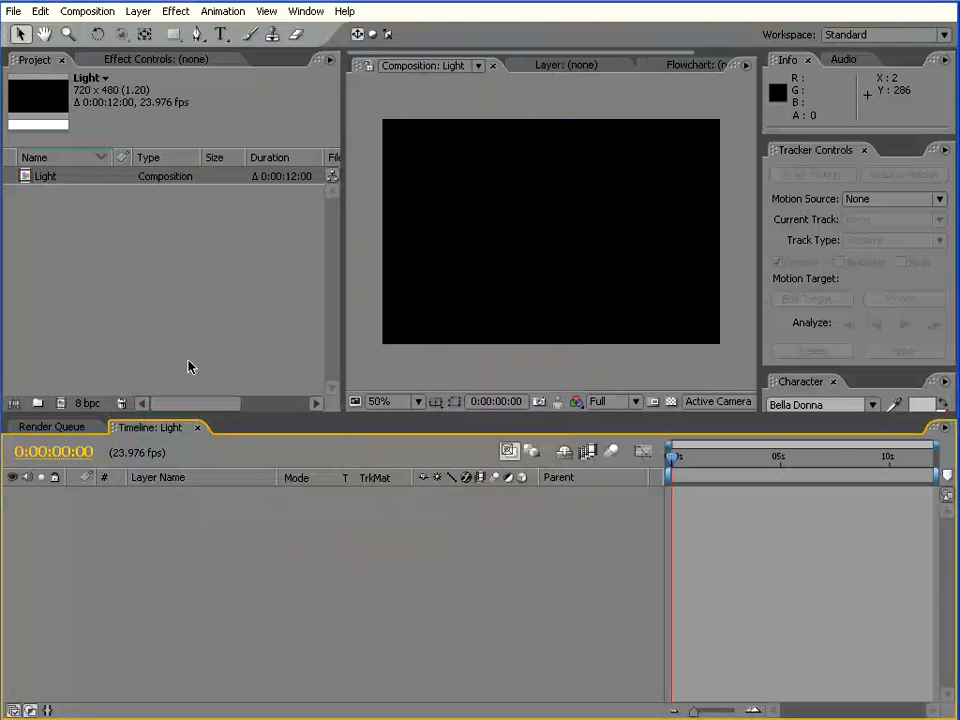 File Edit Composition Layer Effect Animation View Window Help
Workspace: Standard
Project Effect Controls: (none)
Light
720 x 480 (1.20)
Δ 0:00:12:00, 23.976 fps
Name Type Size Duration
Light Composition Δ 0:00:12:00
8 bpc
Composition: Light Layer: (none) Flowchart: (n
50% 0:00:00:00 Full Active Camera
Info Audio
R : X : 2
G : Y : 286
B :
A : 0
Tracker Controls
Motion Source: None
Current Track:
Track Type:
Motion Target:
Edit Target...
Analyze:
Reset
Apply
Character
Bella Donna
Render Queue Timeline: Light
0:00:00:00 (23.976 fps)
# Layer Name Mode T TrkMat Parent
05s 10s